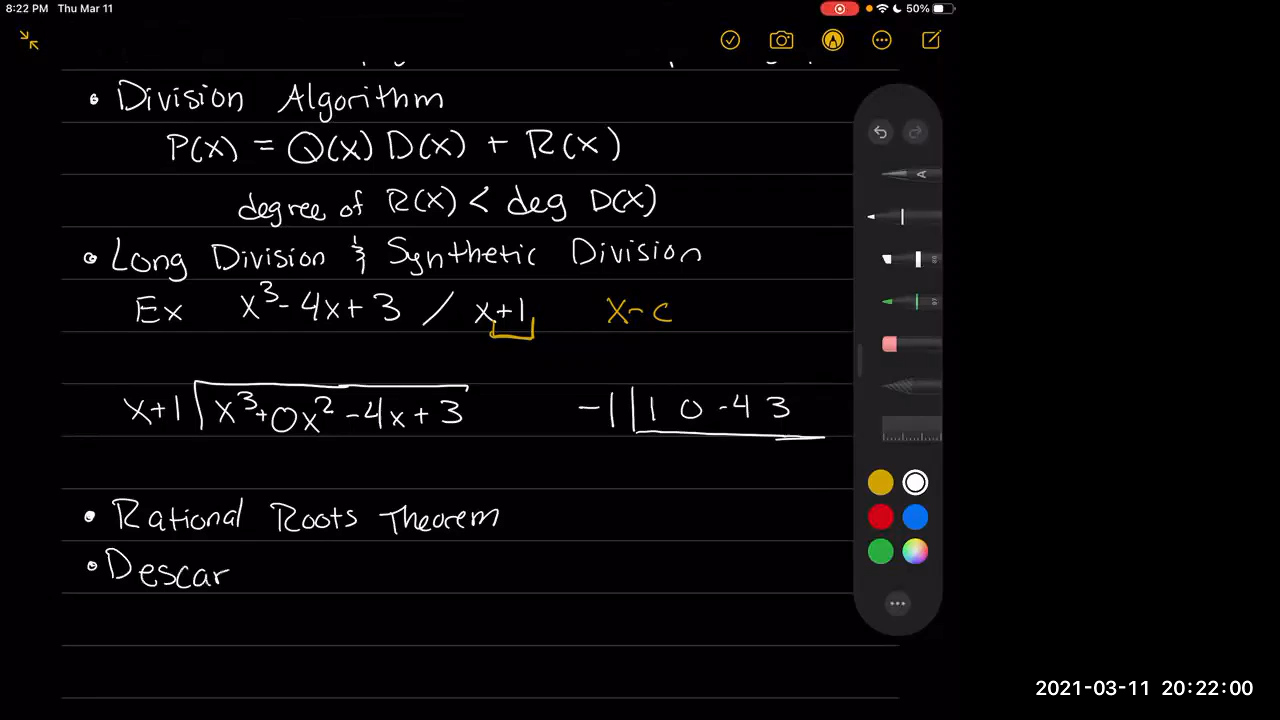 8:22 PM Thu Mar 11
50%
• Division Algorithm
P(x) = Q(x) D(x) + R(x)
degree of R(x) < deg D(x)
• Long Division & Synthetic Division
Ex x³ - 4x + 3 / x+1 x - c
x+1 x³ + 0x² - 4x + 3 -1 | 1 0 -4 3
• Rational Roots Theorem
• Descar
2021-03-11 20:22:00